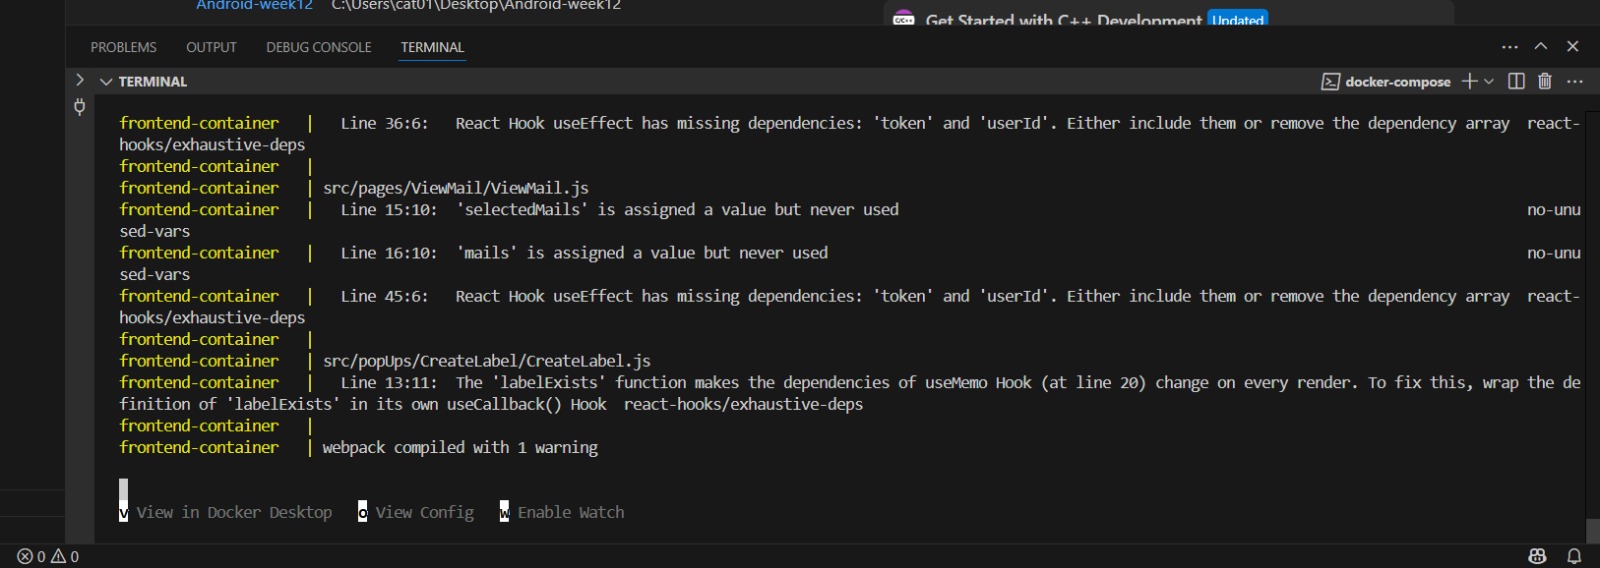 Android-week12 C:\Users\cat01\Desktop\Android-week12
Get Started with C++ Development Updated
PROBLEMS OUTPUT DEBUG CONSOLE TERMINAL
TERMINAL docker-compose
frontend-container | Line 36:6: React Hook useEffect has missing dependencies: 'token' and 'userId'. Either include them or remove the dependency array react-
hooks/exhaustive-deps
frontend-container |
frontend-container | src/pages/ViewMail/ViewMail.js
frontend-container | Line 15:10: 'selectedMails' is assigned a value but never used no-unu
sed-vars
frontend-container | Line 16:10: 'mails' is assigned a value but never used no-unu
sed-vars
frontend-container | Line 45:6: React Hook useEffect has missing dependencies: 'token' and 'userId'. Either include them or remove the dependency array react-
hooks/exhaustive-deps
frontend-container |
frontend-container | src/popUps/CreateLabel/CreateLabel.js
frontend-container | Line 13:11: The 'labelExists' function makes the dependencies of useMemo Hook (at line 20) change on every render. To fix this, wrap the de
finition of 'labelExists' in its own useCallback() Hook react-hooks/exhaustive-deps
frontend-container |
frontend-container | webpack compiled with 1 warning
v View in Docker Desktop o View Config w Enable Watch
0 0